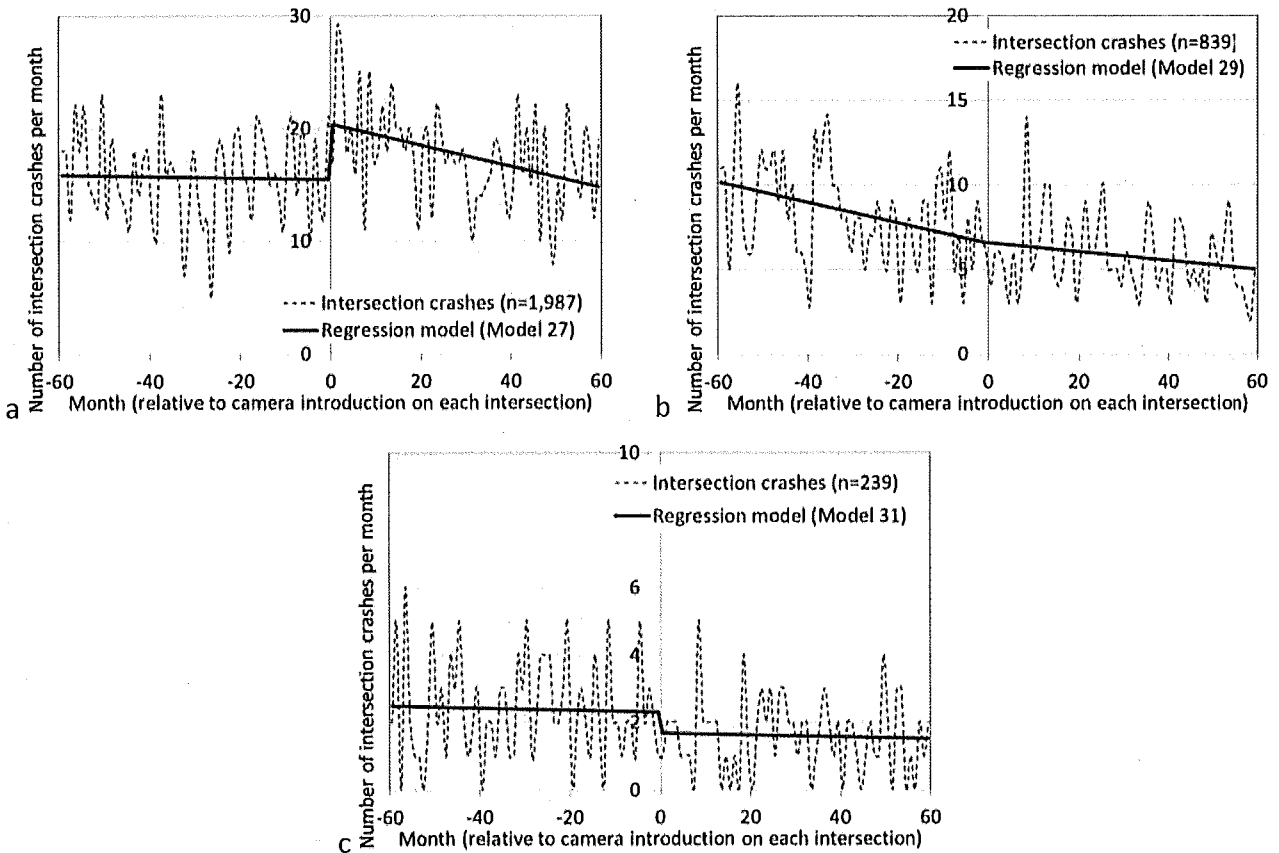 Number of intersection crashes per month
30
20
10
0
Intersection crashes (n=1,987)
Regression model (Model 27)
-60 -40 -20 0 20 40 60
Month (relative to camera introduction on each intersection)
a
Number of intersection crashes per month
20
15
10
5
0
Intersection crashes (n=839)
Regression model (Model 29)
-60 -40 -20 0 20 40 60
Month (relative to camera introduction on each intersection)
b
Number of intersection crashes per month
10
6
4
2
0
Intersection crashes (n=239)
Regression model (Model 31)
-60 -40 -20 0 20 40 60
Month (relative to camera introduction on each intersection)
c